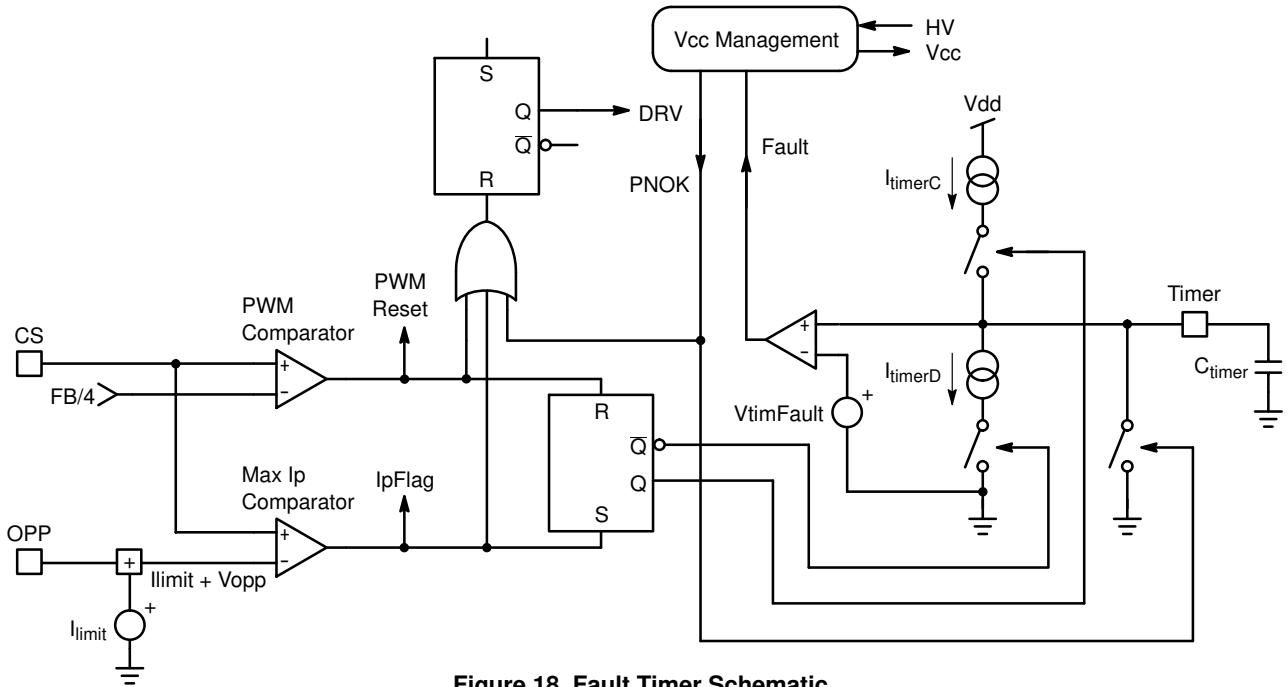 Vcc Management
HV
Vcc
S
Q
DRV
Q
R
PNOK
Fault
Vdd
ItimerC
PWM
Reset
PWM
Comparator
CS
+
-
FB/4
Timer
+
-
ItimerD
Ctimer
VtimFault
+
R
Q
Q
S
Max Ip
Comparator
IpFlag
OPP
+
+
-
Ilimit + Vopp
Ilimit
+
Figure 18. Fault Timer Schematic